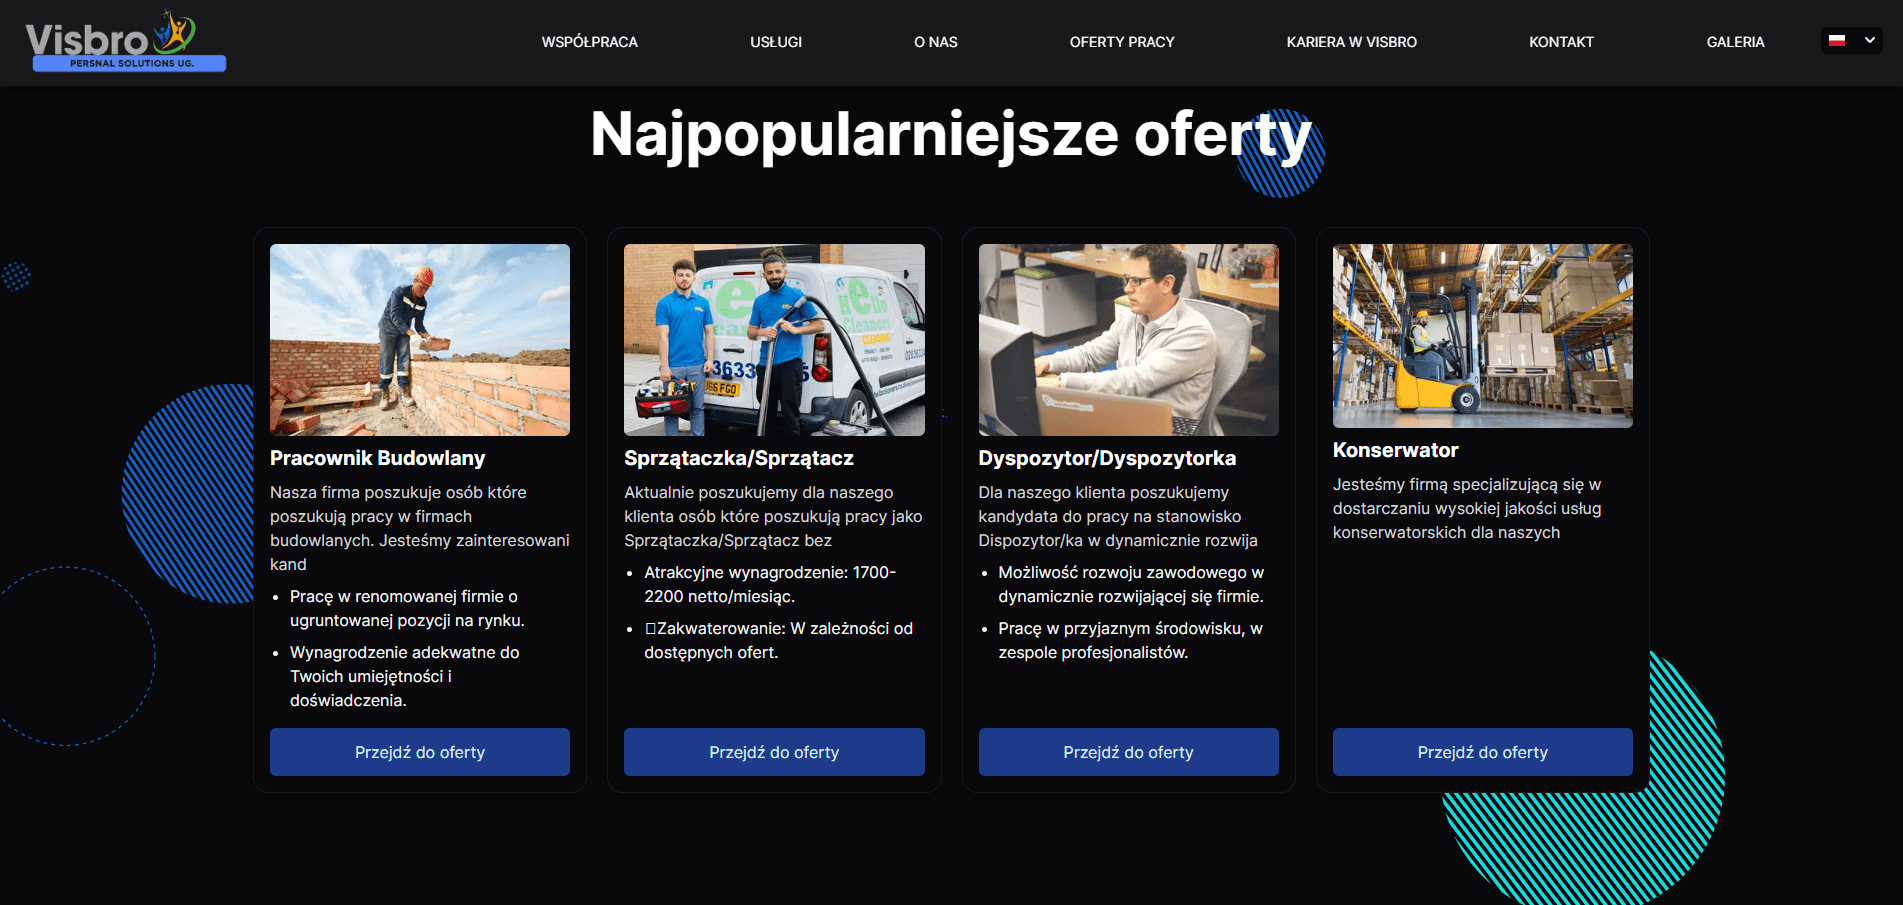 Visbro
PERSNAL SOLUTIONS UG.
WSPÓŁPRACA
USŁUGI
O NAS
OFERTY PRACY
KARIERA W VISBRO
KONTAKT
GALERIA
Najpopularniejsze oferty
Pracownik Budowlany
Nasza firma poszukuje osób które
poszukują pracy w firmach
budowlanych. Jesteśmy zainteresowani
kand
• Pracę w renomowanej firmie o
ugruntowanej pozycji na rynku.
• Wynagrodzenie adekwatne do
Twoich umiejętności i
doświadczenia.
Przejdź do oferty
Sprzątaczka/Sprzątacz
Aktualnie poszukujemy dla naszego
klienta osób które poszukują pracy jako
Sprzątaczka/Sprzątacz bez
• Atrakcyjne wynagrodzenie: 1700-
2200 netto/miesiąc.
• Zakwaterowanie: W zależności od
dostępnych ofert.
Przejdź do oferty
Dyspozytor/Dyspozytorka
Dla naszego klienta poszukujemy
kandydata do pracy na stanowisko
Dispozytor/ka w dynamicznie rozwija
• Możliwość rozwoju zawodowego w
dynamicznie rozwijającej się firmie.
• Pracę w przyjaznym środowisku, w
zespole profesjonalistów.
Przejdź do oferty
Konserwator
Jesteśmy firmą specjalizującą się w
dostarczaniu wysokiej jakości usług
konserwatorskich dla naszych
Przejdź do oferty